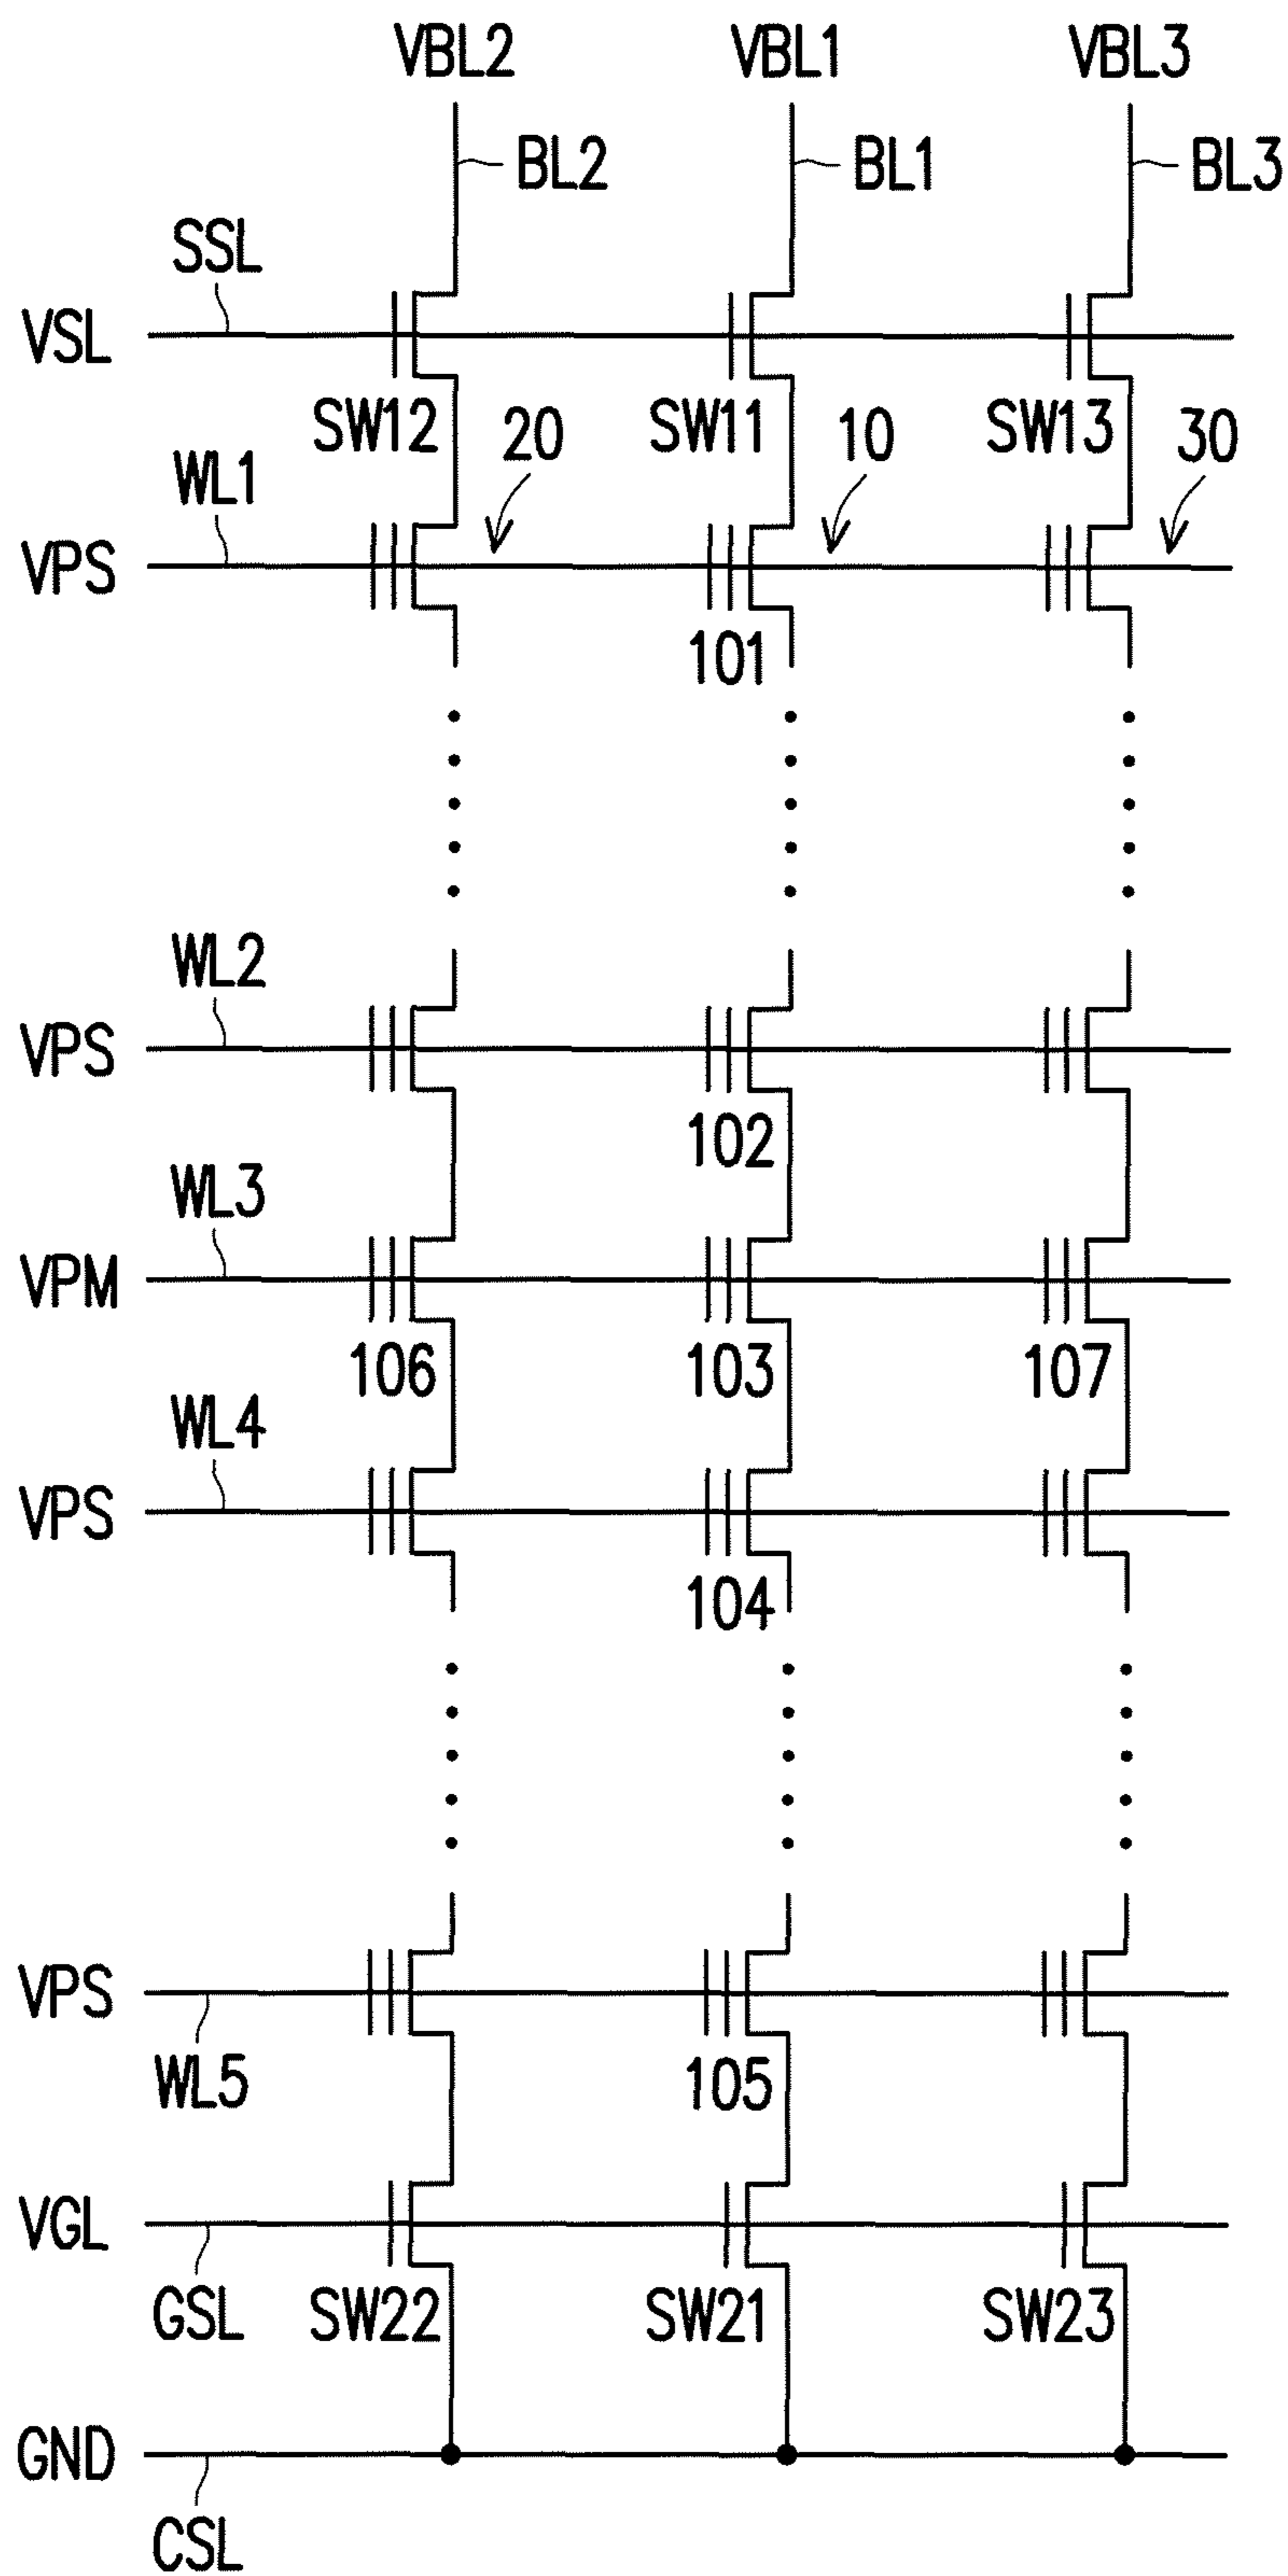 VBL2 VBL1 VBL3
BL2 BL1 BL3
SSL
VSL
SW12 20 SW11 10 SW13 30
WL1
VPS
101
WL2
VPS
102
WL3
VPM
106 103 107
WL4
VPS
104
VPS
WL5 105
VGL
GSL SW22 SW21 SW23
GND
CSL